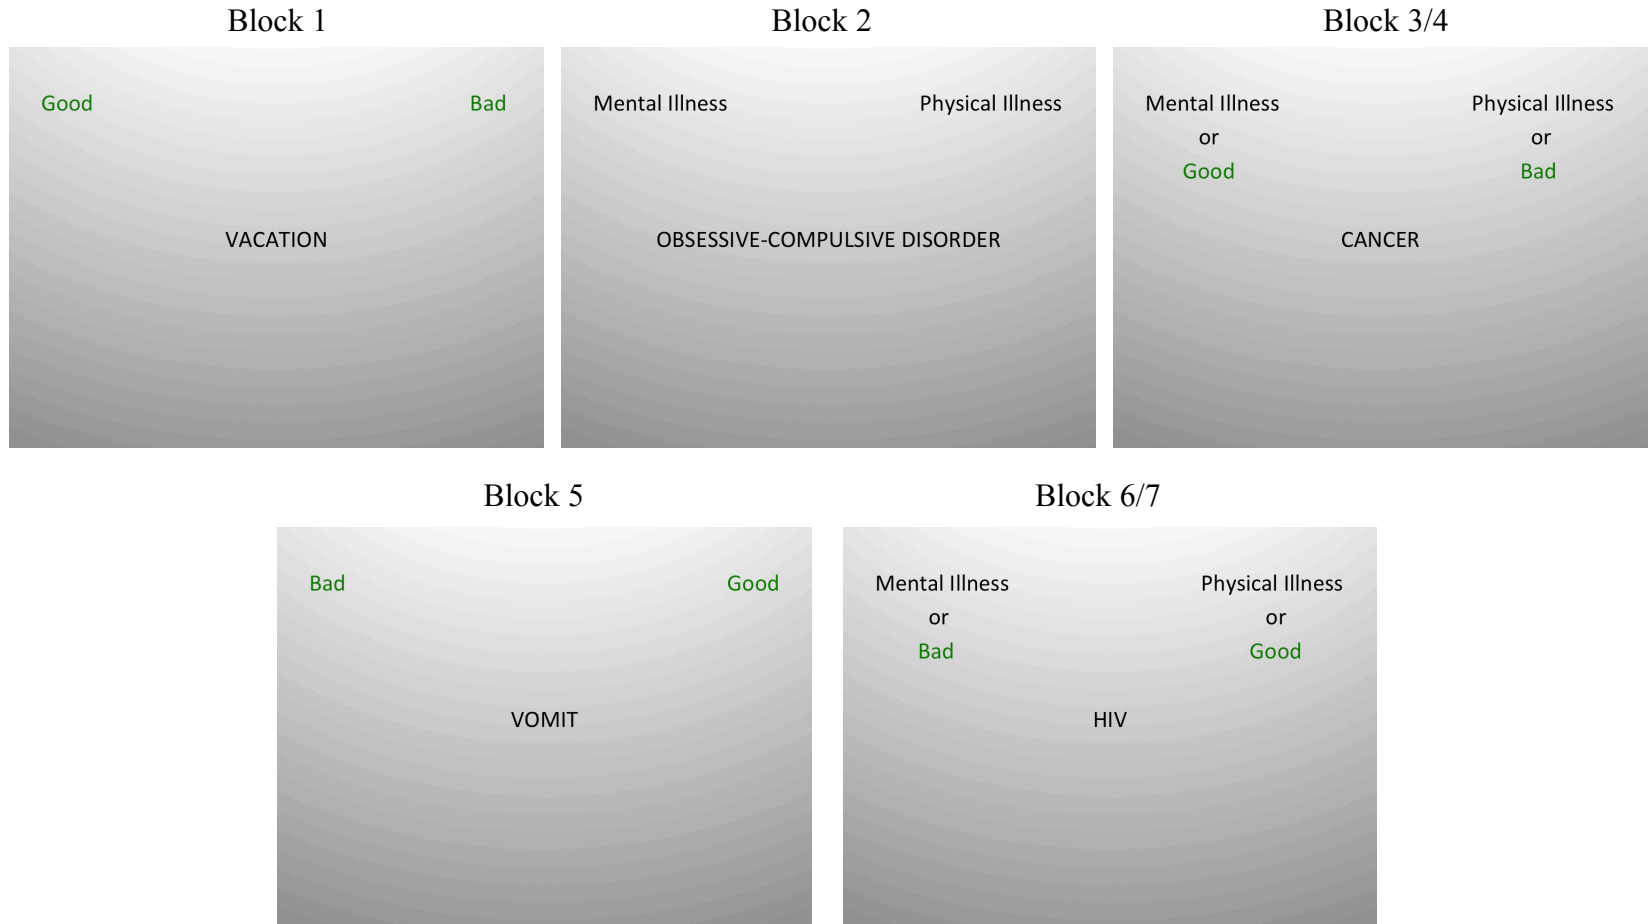 Block 1
Block 2
Block 3/4
Good
Bad
VACATION
Mental Illness
Physical Illness
OBSESSIVE-COMPULSIVE DISORDER
Mental Illness
or
Good
Physical Illness
or
Bad
CANCER
Block 5
Block 6/7
Bad
Good
VOMIT
Mental Illness
or
Bad
Physical Illness
or
Good
HIV